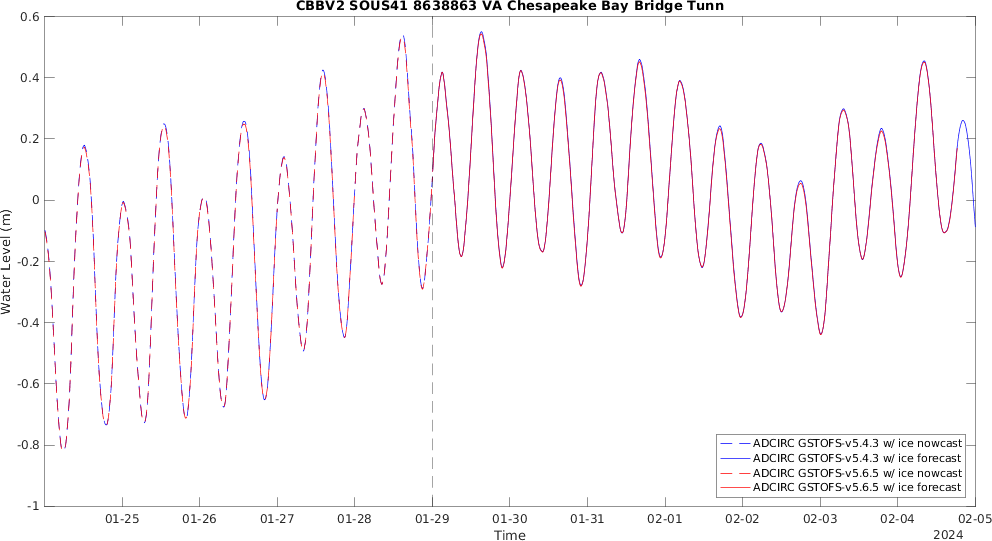 CBBV2 SOUS41 8638863 VA Chesapeake Bay Bridge Tunn
0.6
0.4
0.2
0
-0.2
-0.4
-0.6
-0.8
-1
Water Level (m)
01-25 01-26 01-27 01-28 01-29 01-30 01-31 02-01 02-02 02-03 02-04 02-05
Time
2024
ADCIRC GSTOFS-v5.4.3 w/ ice nowcast
ADCIRC GSTOFS-v5.4.3 w/ ice forecast
ADCIRC GSTOFS-v5.6.5 w/ ice nowcast
ADCIRC GSTOFS-v5.6.5 w/ ice forecast